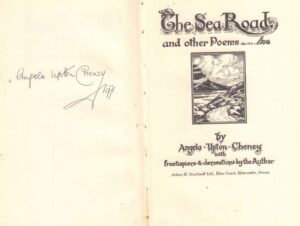 Angela Upton Cheney
The Sea Road,
and other Poems
by
Angela Upton-Cheney
with
Frontispiece & decorations by the Author
Arthur H. Stockwell Ltd., Elms Court, Ilfracombe, Devon